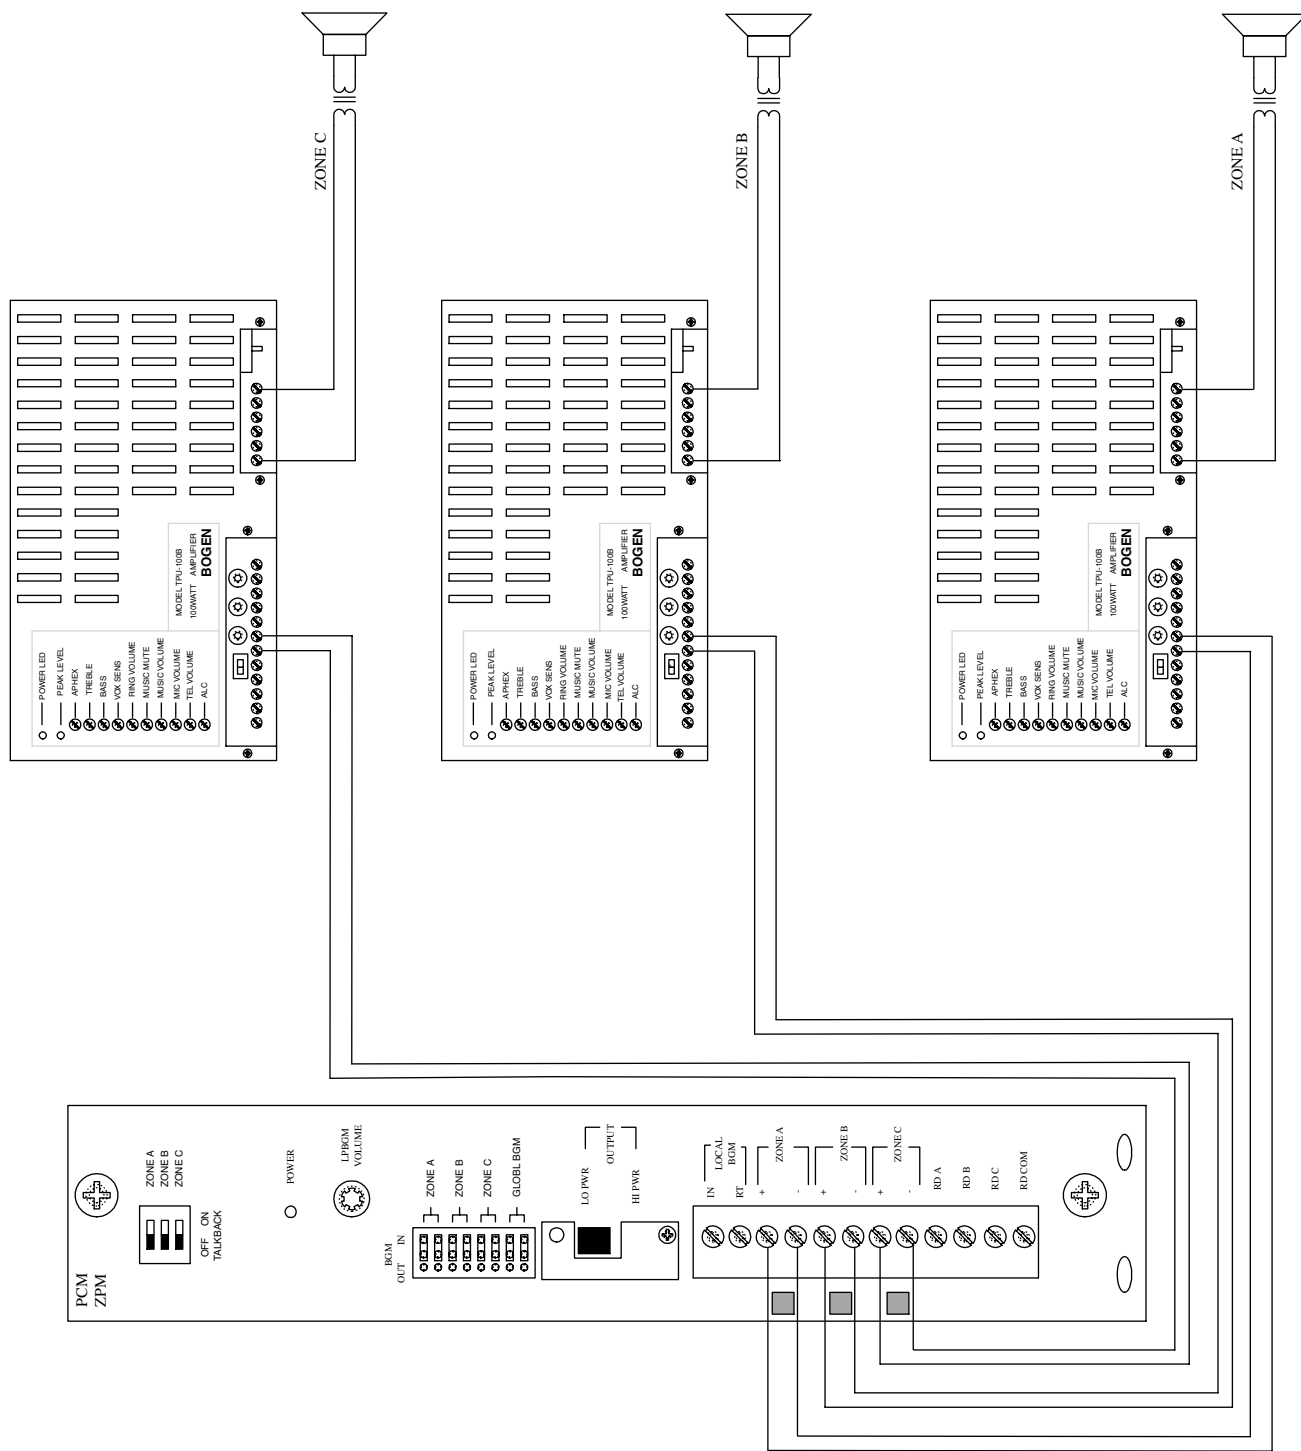 ZONE C
ZONE B
ZONE A
MODEL TPU-100B
100WATT AMPLIFIER
BOGEN
POWER LED
PEAK LEVEL
APHEX
TREBLE
BASS
VOX SENS
RING VOLUME
MUSIC MUTE
MUSIC VOLUME
MIC VOLUME
TEL VOLUME
ALC
MODEL TPU-100B
100WATT AMPLIFIER
BOGEN
POWER LED
PEAK LEVEL
APHEX
TREBLE
BASS
VOX SENS
RING VOLUME
MUSIC MUTE
MUSIC VOLUME
MIC VOLUME
TEL VOLUME
ALC
MODEL TPU-100B
100WATT AMPLIFIER
BOGEN
POWER LED
PEAK LEVEL
APHEX
TREBLE
BASS
VOX SENS
RING VOLUME
MUSIC MUTE
MUSIC VOLUME
MIC VOLUME
TEL VOLUME
ALC
PCM
ZPM
ZONE A
ZONE B
ZONE C
OFF ON
TALKBACK
POWER
LPBGM
VOLUME
ZONE A
ZONE B
ZONE C
GLOBL BGM
BGM
OUT IN
LO PWR
OUTPUT
HI PWR
LOCAL
BGM
IN
RT
ZONE A
+
-
ZONE B
+
-
ZONE C
+
-
RD A
RD B
RD C
RD COM